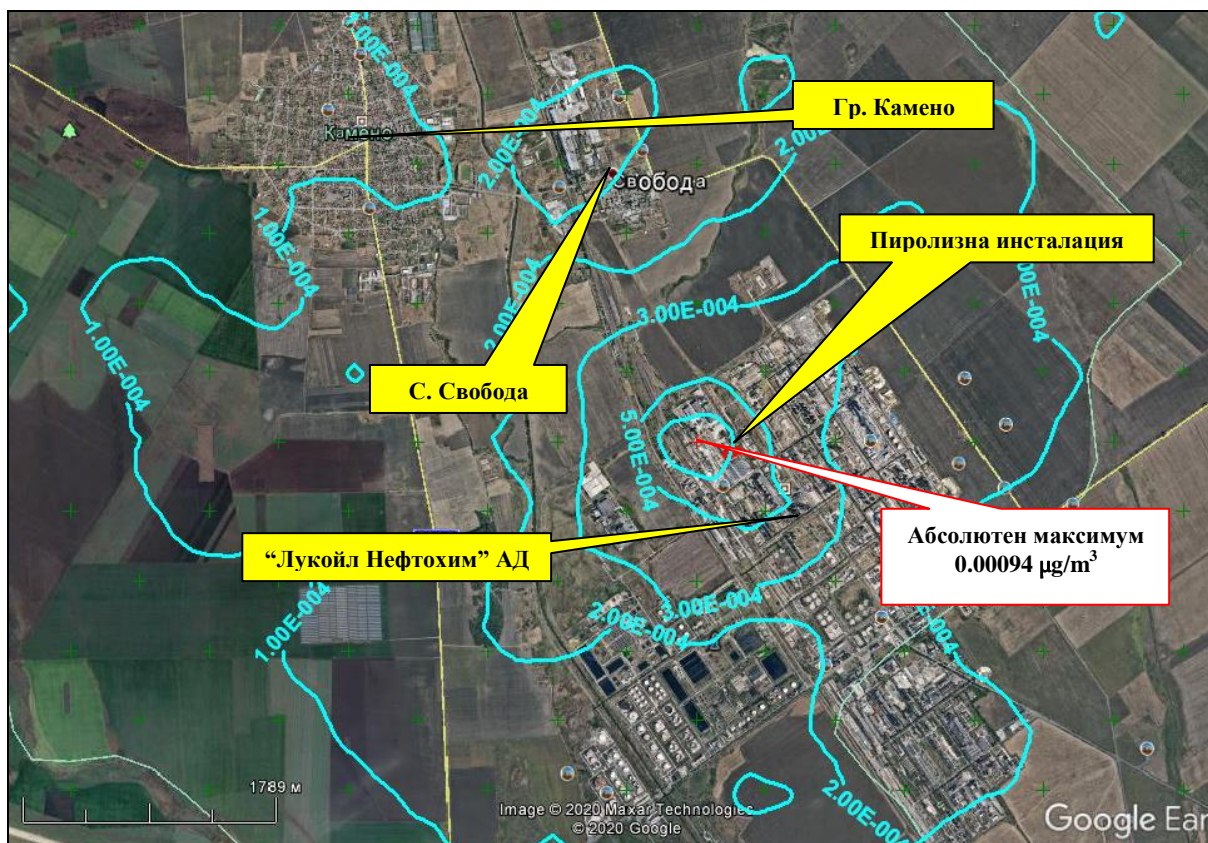 1.00E-004
Гр. Камено
Камено
2.00E-004
Свобода
1.00E-004
Пиролизна инсталация
2.00E-004
3.00E-004
1.00E-004
С. Свобода
5.00E-004
Абсолютен максимум
0.00094 µg/m³
“Лукойл Нефтохим” АД
1.00E-004
3.00E-004
2.00E-004
2.00E-004
1789 м
Image © 2020 Maxar Technologies
© 2020 Google
Google Ear